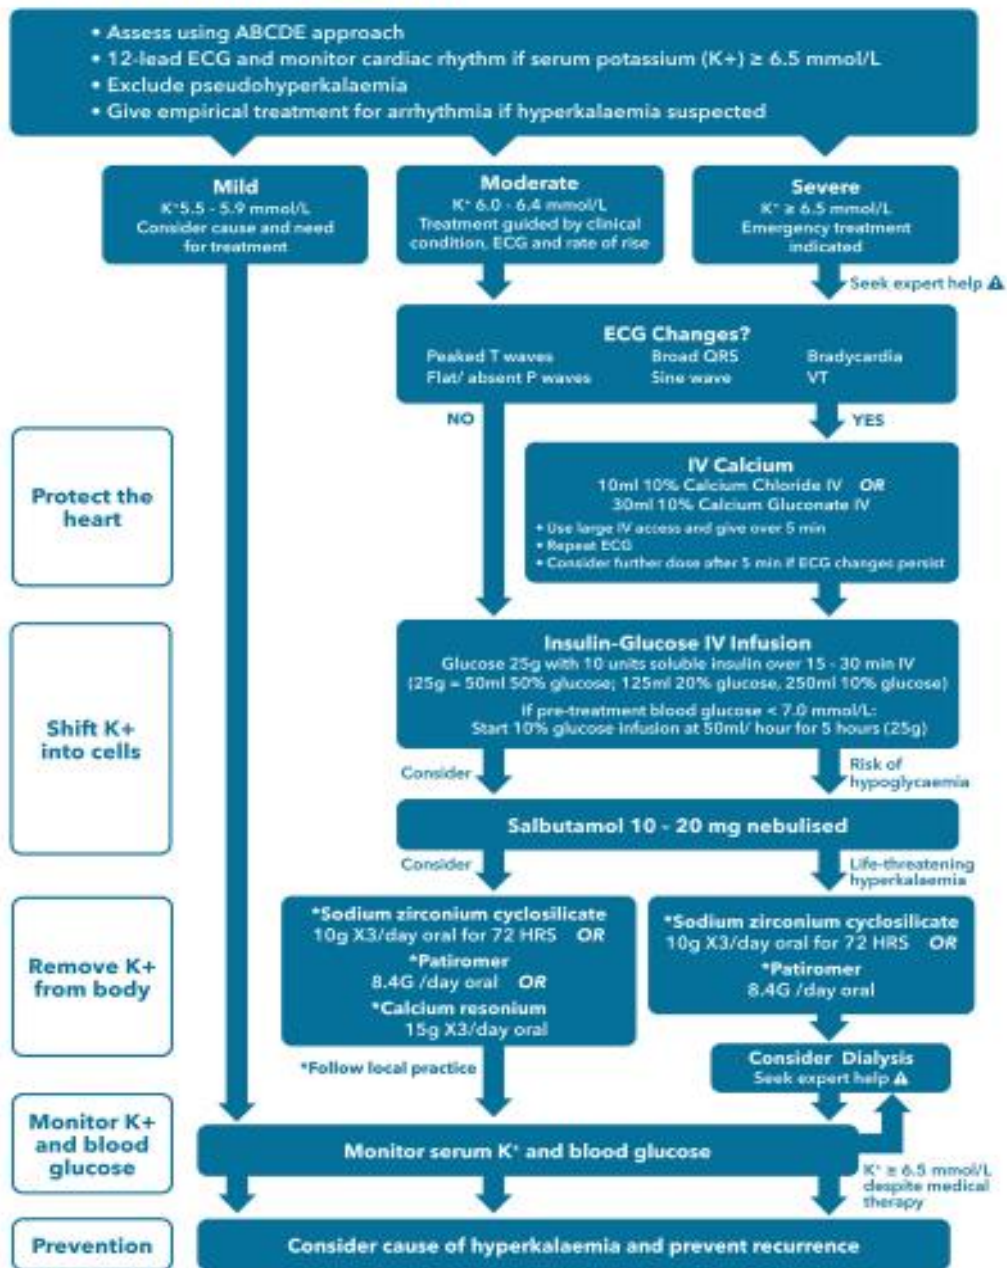 • Assess using ABCDE approach
• 12-lead ECG and monitor cardiac rhythm if serum potassium (K+) ≥ 6.5 mmol/L
• Exclude pseudohyperkalaemia
• Give empirical treatment for arrhythmia if hyperkalaemia suspected
Mild
K⁺5.5 - 5.9 mmol/L
Consider cause and need
for treatment
Moderate
K⁺ 6.0 - 6.4 mmol/L
Treatment guided by clinical
condition, ECG and rate of rise
Severe
K⁺ ≥ 6.5 mmol/L
Emergency treatment
indicated
Seek expert help ⚠
ECG Changes?
Peaked T waves Broad QRS Bradycardia
Flat/ absent P waves Sine wave VT
NO
YES
Protect the
heart
IV Calcium
10ml 10% Calcium Chloride IV OR
30ml 10% Calcium Gluconate IV
• Use large IV access and give over 5 min
• Repeat ECG
• Consider further dose after 5 min if ECG changes persist
Shift K+
into cells
Insulin-Glucose IV Infusion
Glucose 25g with 10 units soluble insulin over 15 - 30 min IV
(25g = 50ml 50% glucose; 125ml 20% glucose, 250ml 10% glucose)
If pre-treatment blood glucose < 7.0 mmol/L:
Start 10% glucose infusion at 50ml/ hour for 5 hours (25g)
Consider
Risk of
hypoglycaemia
Salbutamol 10 - 20 mg nebulised
Consider
Life-threatening
hyperkalaemia
Remove K+
from body
*Sodium zirconium cyclosilicate
10g X3/day oral for 72 HRS OR
*Patiromer
8.4G /day oral OR
*Calcium resonium
15g X3/day oral
*Sodium zirconium cyclosilicate
10g X3/day oral for 72 HRS OR
*Patiromer
8.4G /day oral
*Follow local practice
Consider Dialysis
Seek expert help ⚠
Monitor K+
and blood
glucose
Monitor serum K⁺ and blood glucose
K⁺ ≥ 6.5 mmol/L
despite medical
therapy
Prevention
Consider cause of hyperkalaemia and prevent recurrence